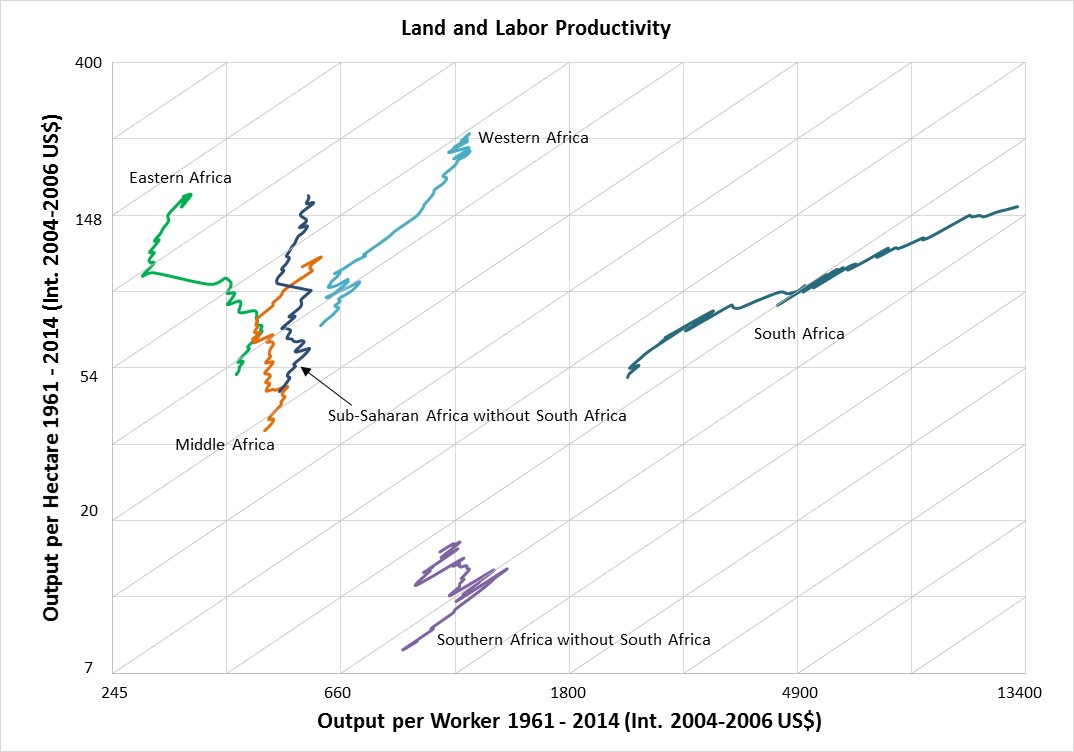 Land and Labor Productivity
400
Western Africa
Eastern Africa
148
South Africa
54
Sub-Saharan Africa without South Africa
Middle Africa
20
Southern Africa without South Africa
7
245 660 1800 4900 13400
Output per Worker 1961 - 2014 (Int. 2004-2006 US$)
Output per Hectare 1961 - 2014 (Int. 2004-2006 US$)